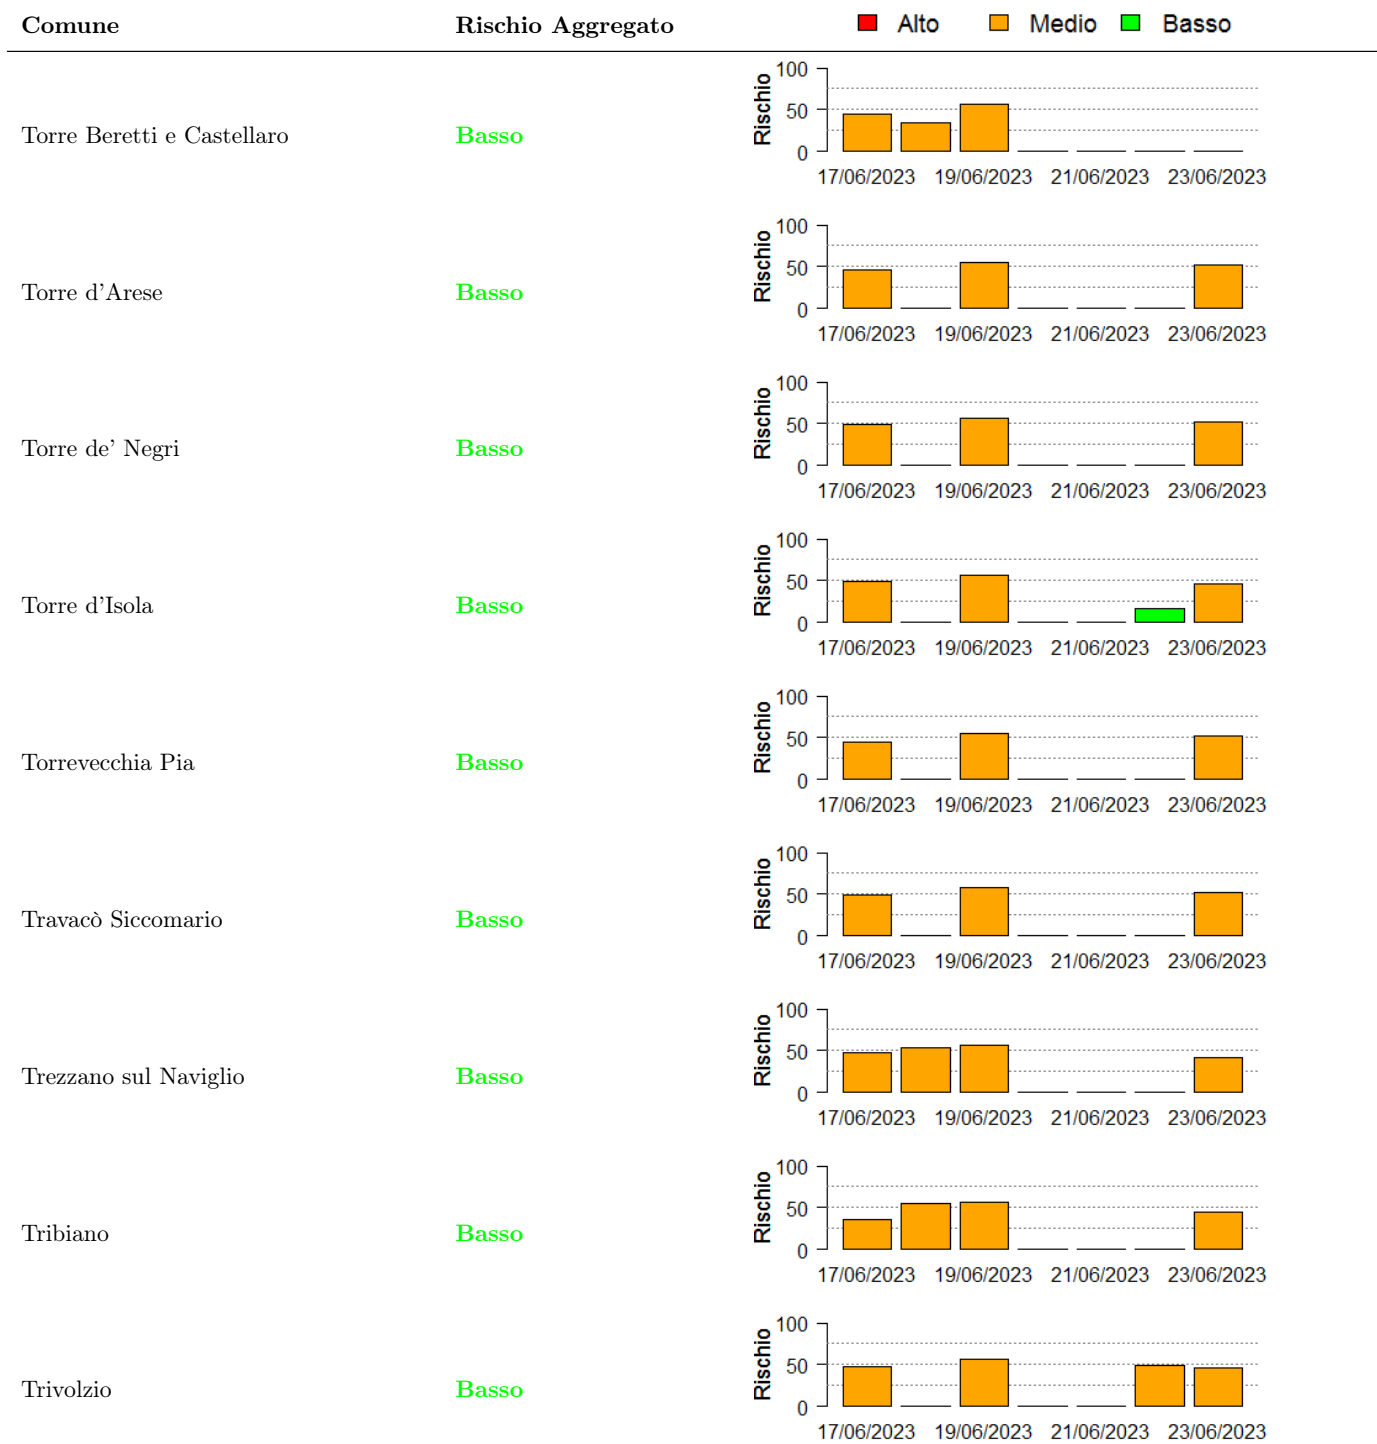 Comune Rischio Aggregato Alto Medio Basso
Torre Beretti e Castellaro Basso
Rischio
100
50
0
17/06/2023 19/06/2023 21/06/2023 23/06/2023
Torre d'Arese Basso
Rischio
100
50
0
17/06/2023 19/06/2023 21/06/2023 23/06/2023
Torre de' Negri Basso
Rischio
100
50
0
17/06/2023 19/06/2023 21/06/2023 23/06/2023
Torre d'Isola Basso
Rischio
100
50
0
17/06/2023 19/06/2023 21/06/2023 23/06/2023
Torrevecchia Pia Basso
Rischio
100
50
0
17/06/2023 19/06/2023 21/06/2023 23/06/2023
Travacò Siccomario Basso
Rischio
100
50
0
17/06/2023 19/06/2023 21/06/2023 23/06/2023
Trezzano sul Naviglio Basso
Rischio
100
50
0
17/06/2023 19/06/2023 21/06/2023 23/06/2023
Tribiano Basso
Rischio
100
50
0
17/06/2023 19/06/2023 21/06/2023 23/06/2023
Trivolzio Basso
Rischio
100
50
0
17/06/2023 19/06/2023 21/06/2023 23/06/2023